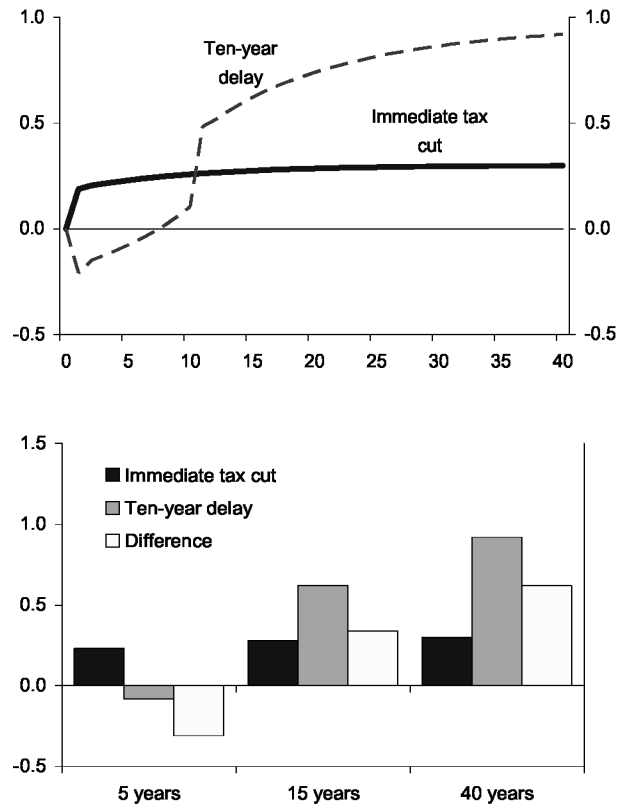 1.0 1.0
Ten-year
delay
Immediate tax
cut
0.5 0.5
0.0 0.0
-0.5 -0.5
0 5 10 15 20 25 30 35 40
1.5
Immediate tax cut
Ten-year delay
1.0
Difference
0.5
0.0
-0.5
5 years 15 years 40 years